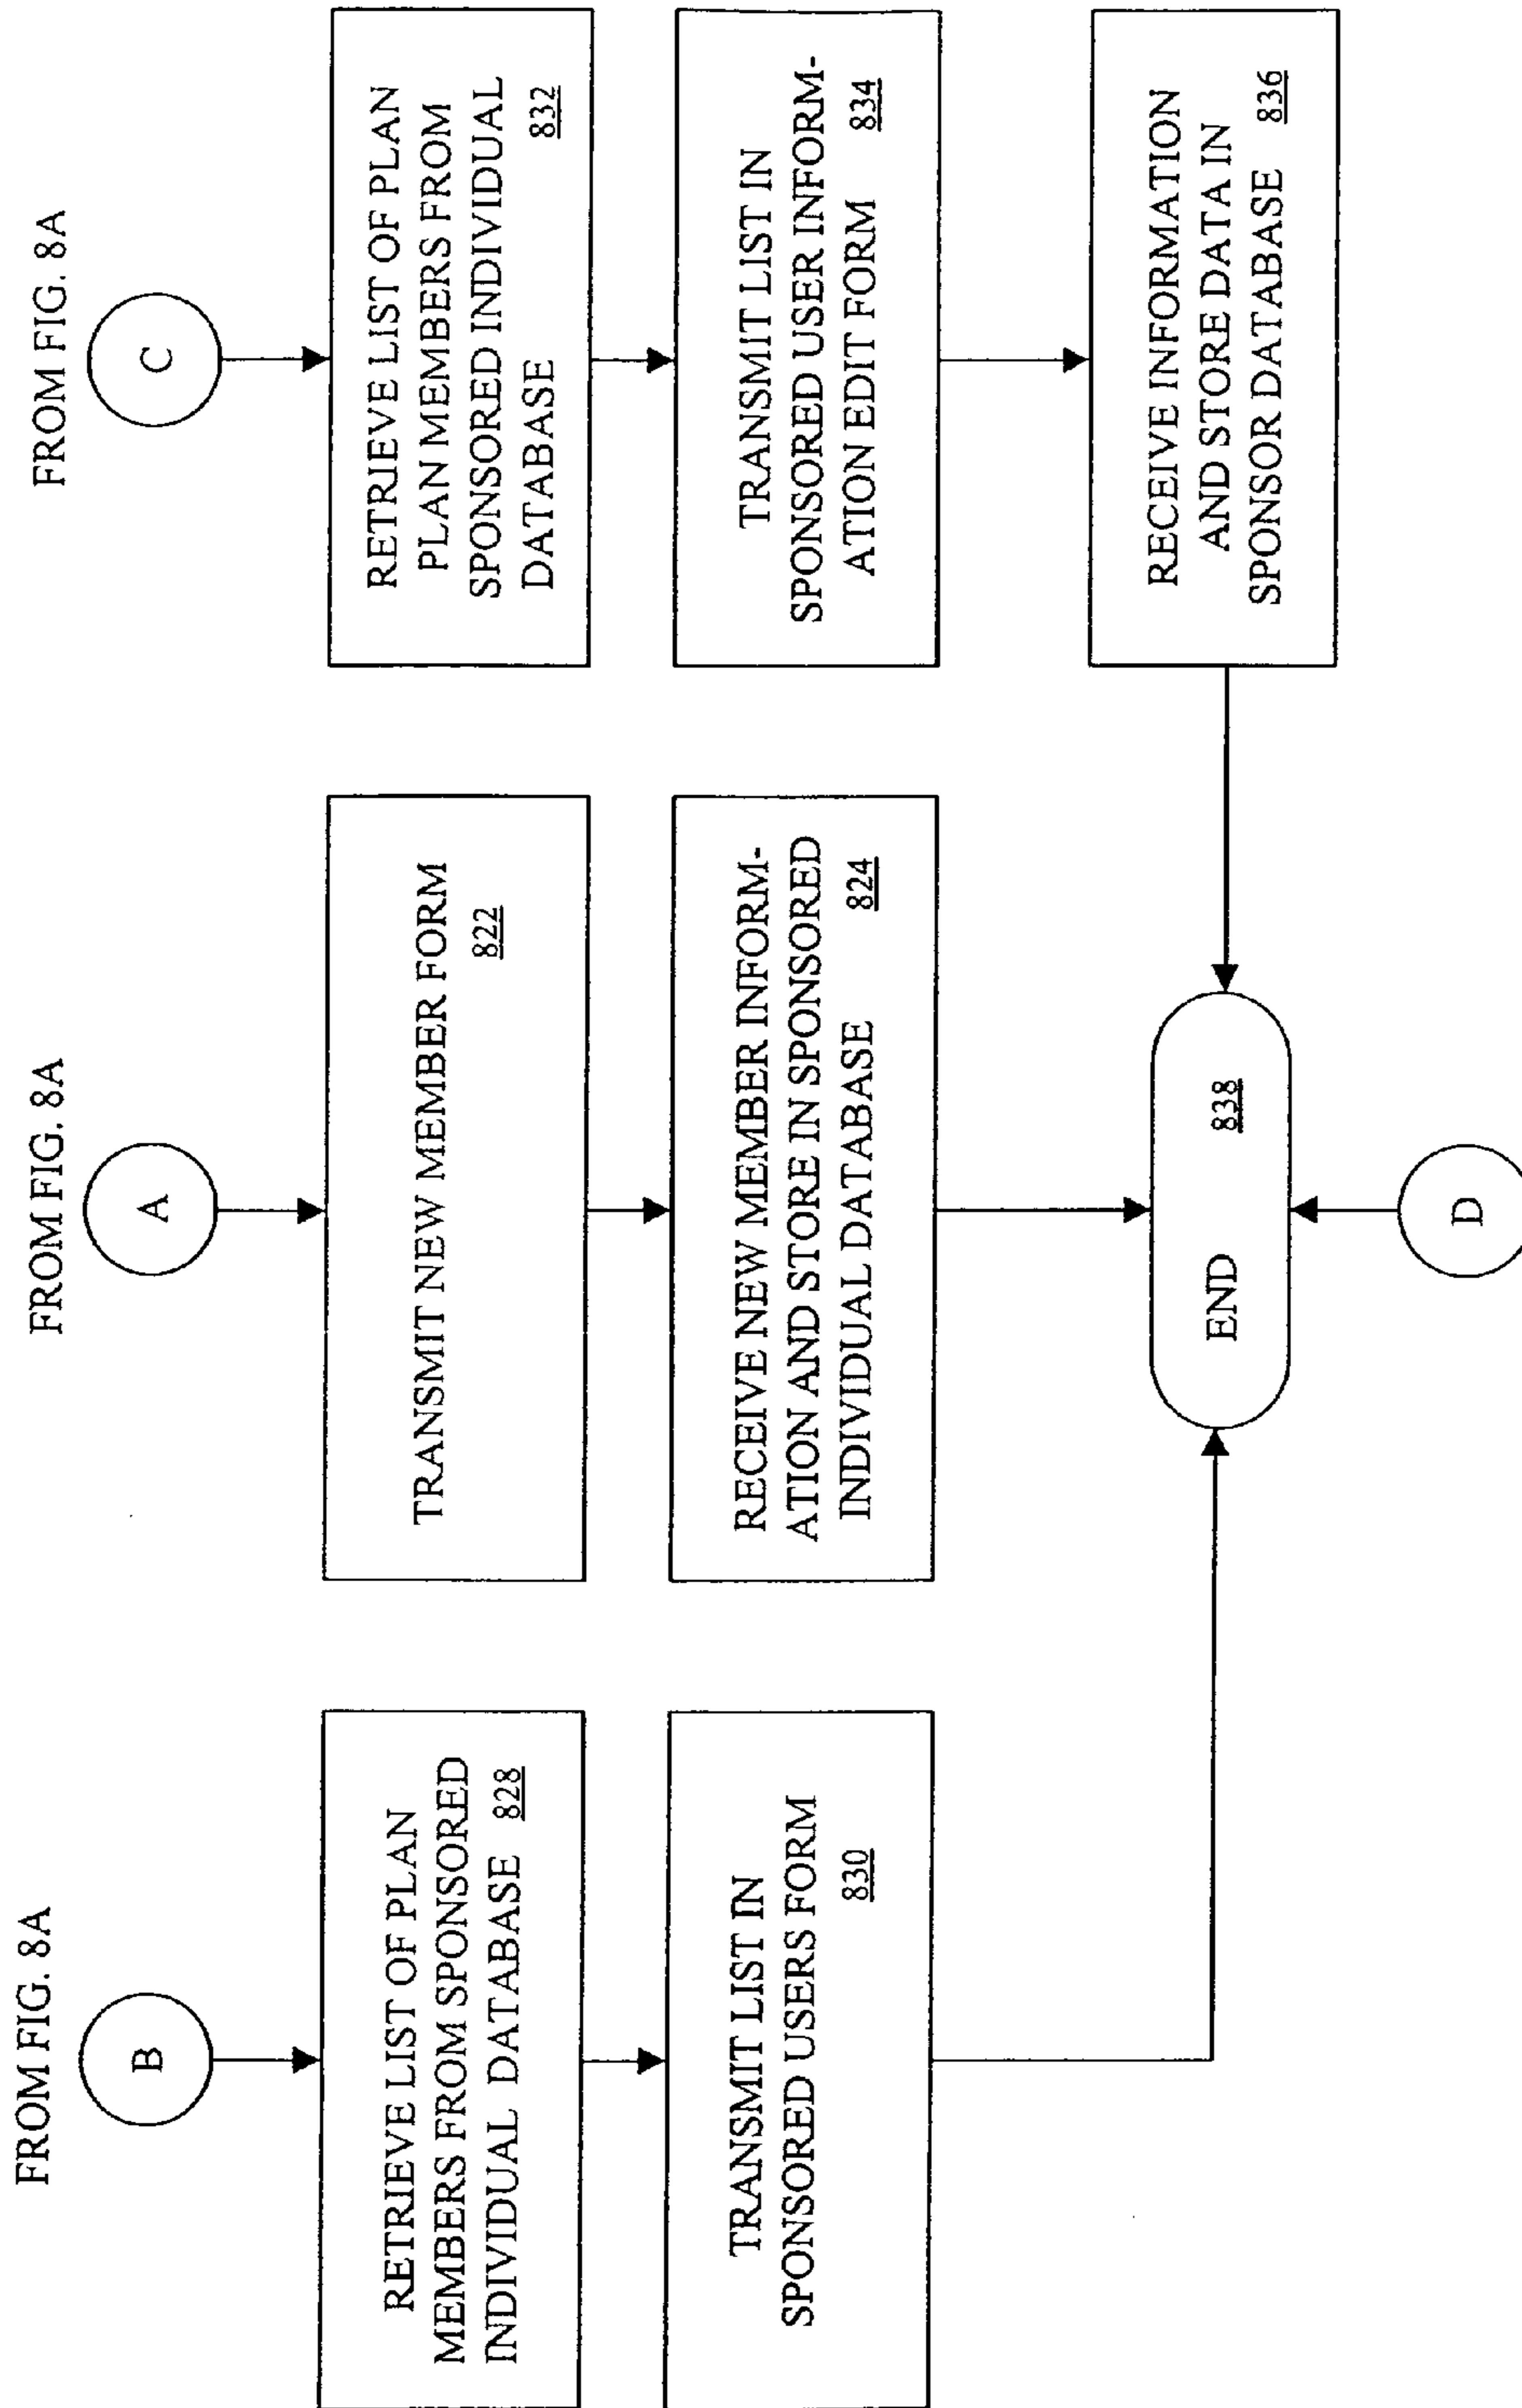 FROM FIG. 8A
B
RETRIEVE LIST OF PLAN
MEMBERS FROM SPONSORED
INDIVIDUAL DATABASE 828
TRANSMIT LIST IN
SPONSORED USERS FORM
830
FROM FIG. 8A
A
TRANSMIT NEW MEMBER FORM
822
RECEIVE NEW MEMBER INFORM-
ATION AND STORE IN SPONSORED
INDIVIDUAL DATABASE 824
END 838
D
FROM FIG. 8A
C
RETRIEVE LIST OF PLAN
PLAN MEMBERS FROM
SPONSORED INDIVIDUAL
DATABASE 832
TRANSMIT LIST IN
SPONSORED USER INFORM-
ATION EDIT FORM 834
RECEIVE INFORMATION
AND STORE DATA IN
SPONSOR DATABASE 836